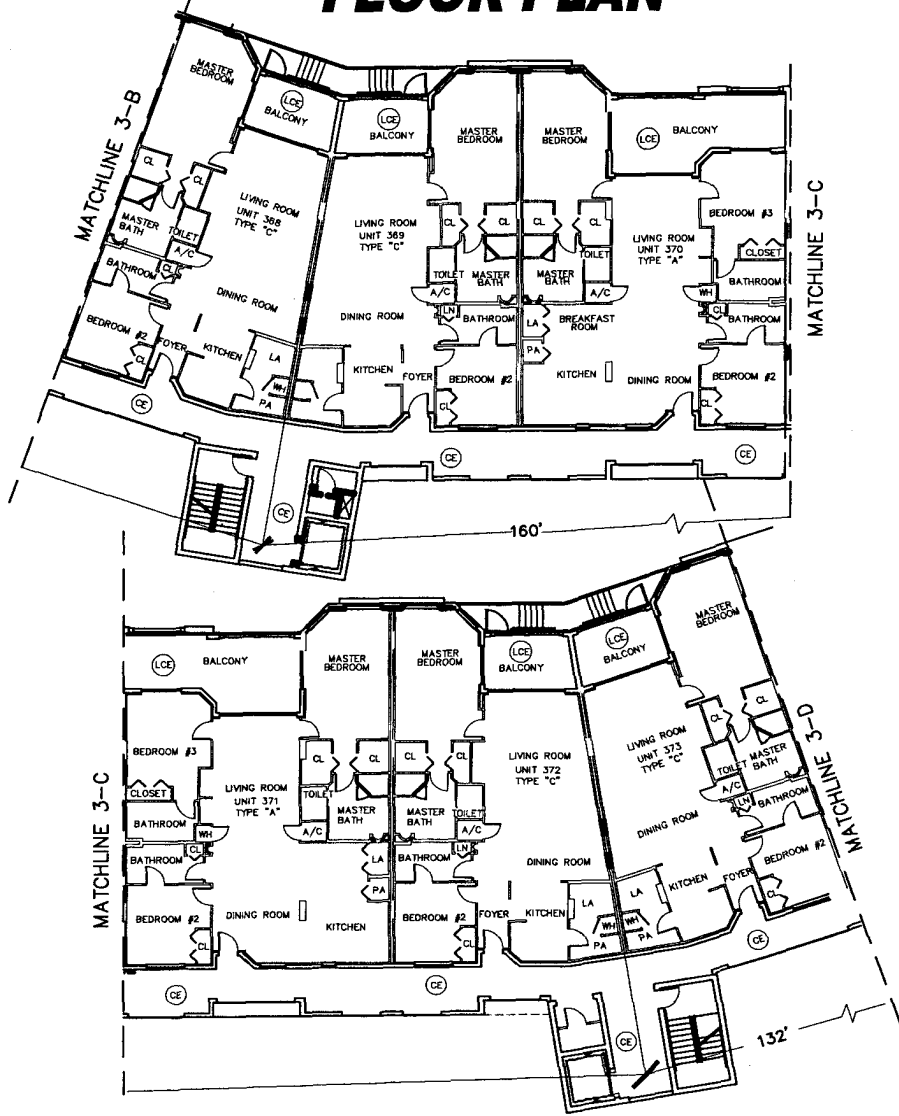 FLOOR PLAN
MASTER
BEDROOM
LCE
BALCONY
LCE
BALCONY
MASTER
BEDROOM
MASTER
BEDROOM
LCE
BALCONY
MATCHLINE 3-B
CL
CL
LIVING ROOM
UNIT 368
TYPE "C"
MASTER
BATH
TOILET
A/C
BATHROOM
CL
DINING ROOM
BEDROOM #2
CL
FOYER
KITCHEN
LA
WH
PA
LIVING ROOM
UNIT 369
TYPE "C"
CL
CL
TOILET
MASTER
BATH
A/C
LN
DINING ROOM
BATHROOM
KITCHEN
FOYER
BEDROOM #2
CL
CL
CL
TOILET
MASTER
BATH
A/C
LIVING ROOM
UNIT 370
TYPE "A"
BEDROOM #3
CLOSET
BATHROOM
WH
CL
BATHROOM
LA
BREAKFAST
ROOM
PA
KITCHEN
DINING ROOM
BEDROOM #2
CL
MATCHLINE 3-C
CE
CE
CE
CE
160'
LCE
BALCONY
MASTER
BEDROOM
MASTER
BEDROOM
LCE
BALCONY
LCE
BALCONY
MASTER
BEDROOM
MATCHLINE 3-C
BEDROOM #3
CLOSET
BATHROOM
WH
BATHROOM
CL
BEDROOM #2
CL
LIVING ROOM
UNIT 371
TYPE "A"
CL
CL
TOILET
MASTER
BATH
A/C
LA
PA
DINING ROOM
KITCHEN
CL
CL
MASTER
BATH
TOILET
A/C
LIVING ROOM
UNIT 372
TYPE "C"
BATHROOM
LN
DINING ROOM
BEDROOM #2
CL
FOYER
KITCHEN
LA
WH
PA
LIVING ROOM
UNIT 373
TYPE "C"
CL
CL
TOILET
MASTER
BATH
A/C
LN
BATHROOM
DINING ROOM
LA
KITCHEN
WH
PA
FOYER
BEDROOM #2
CL
MATCHLINE 3-D
CE
CE
CE
CE
132'